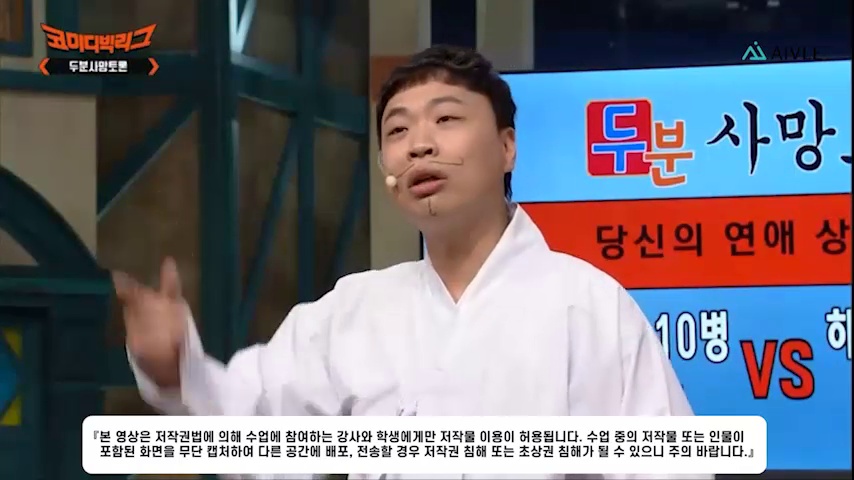 코미디빅리그
두분사망토론
AIVLE
두분 사망
당신의 연애 상
10병 VS 하
『본 영상은 저작권법에 의해 수업에 참여하는 강사와 학생에게만 저작물 이용이 허용됩니다. 수업 중의 저작물 또는 인물이
포함된 화면을 무단 캡처하여 다른 공간에 배포, 전송할 경우 저작권 침해 또는 초상권 침해가 될 수 있으니 주의 바랍니다.』